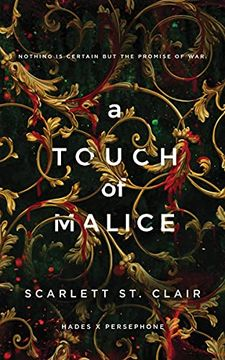 NOTHING IS CERTAIN BUT THE PROMISE OF WAR.
a
TOUCH
of
MALICE
SCARLETT ST. CLAIR
HADES X PERSEPHONE